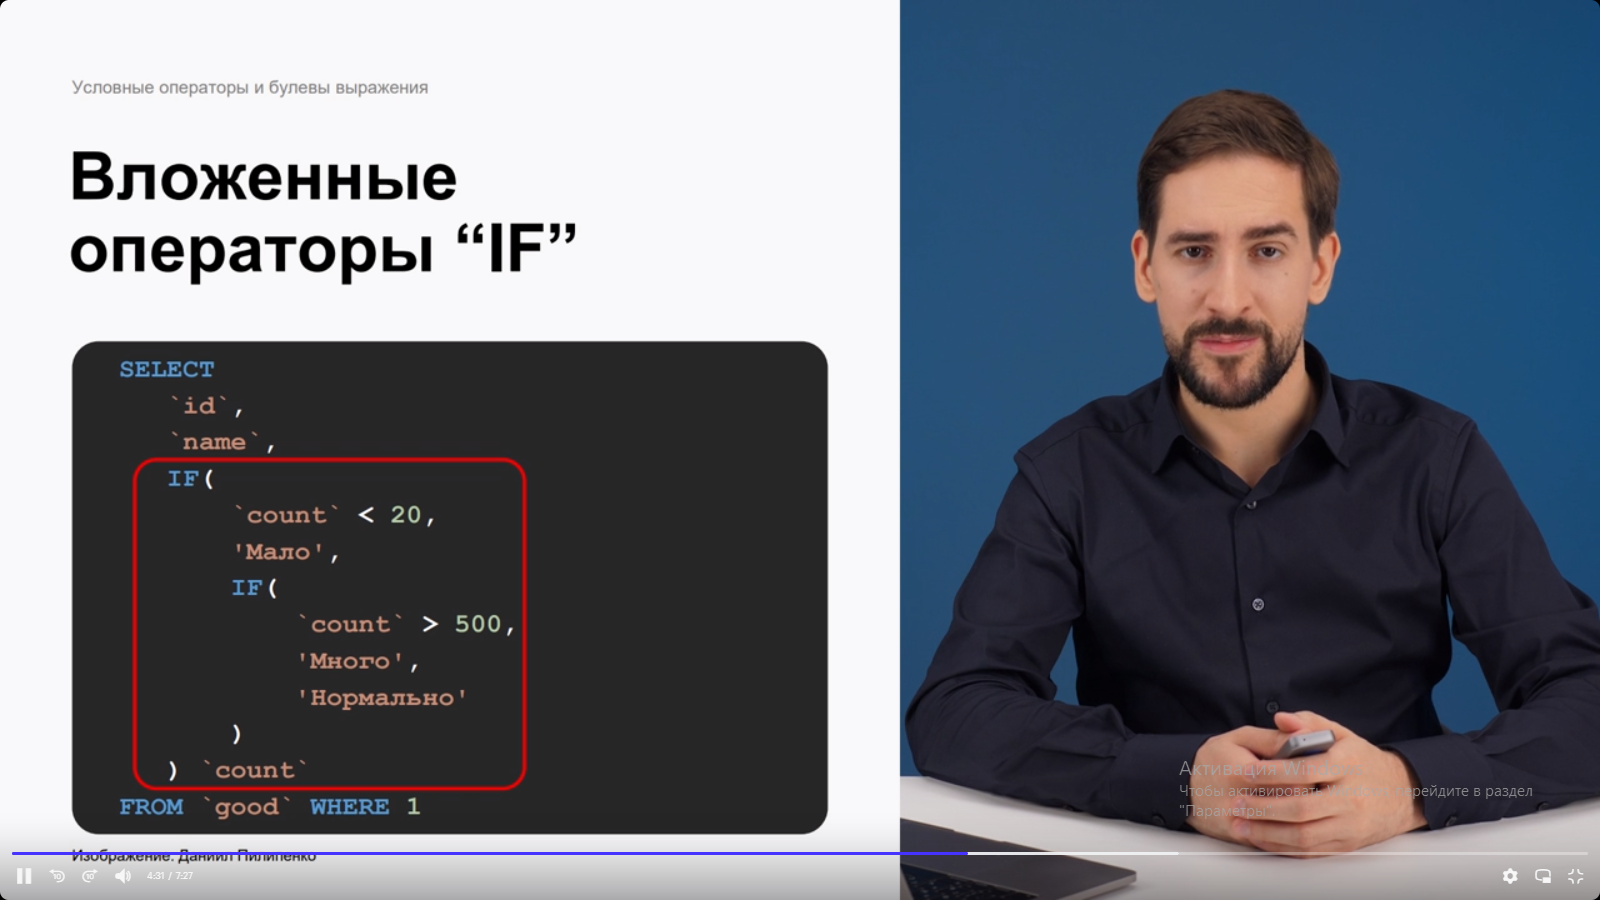 Условные операторы и булевы выражения
Вложенные
операторы “IF”
SELECT
`id`,
`name`,
IF(
`count` < 20,
'Мало',
IF(
`count` > 500,
'Много',
'Нормально'
)
) `count`
FROM `good` WHERE 1
Изображение: Даниил Пилипенко
Активация Windows
Чтобы активировать Windows, перейдите в раздел
"Параметры".
10 10 4:31 / 7:27